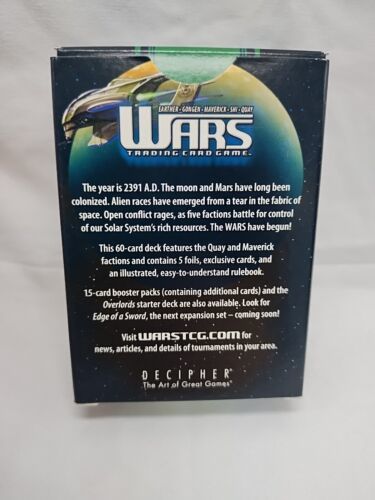 EARTHER • GONGEN • MAVERICK • SHI • QUAY
WARS
TRADING CARD GAME™
The year is 2391 A.D. The moon and Mars have long been
colonized. Alien races have emerged from a tear in the fabric of
space. Open conflict rages, as five factions battle for control
of our Solar System's rich resources. The WARS have begun!
This 60-card deck features the Quay and Maverick
factions and contains 5 foils, exclusive cards, and
an illustrated, easy-to-understand rulebook.
15-card booster packs (containing additional cards) and the
Overlords starter deck are also available. Look for
Edge of a Sword, the next expansion set – coming soon!
Visit WARSTCG.COM for
news, articles, and details of tournaments in your area.
DECIPHER®
The Art of Great Games®